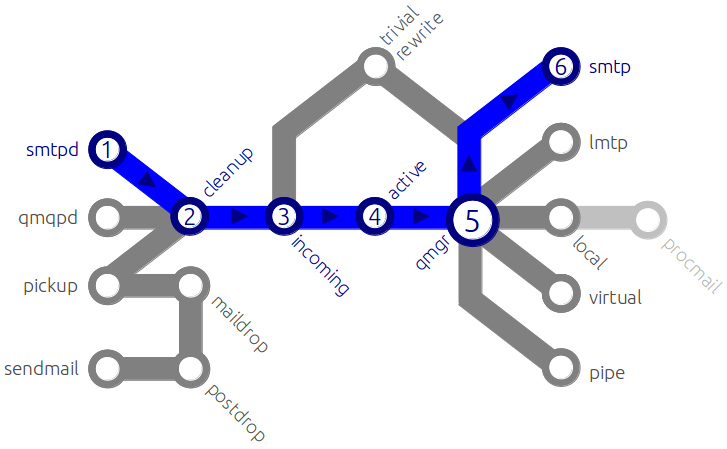 trivial
rewrite
6
smtp
smtpd
1
lmtp
cleanup
active
qmqpd
2
3
4
5
incoming
qmgr
local
procmail
pickup
maildrop
virtual
sendmail
postdrop
pipe